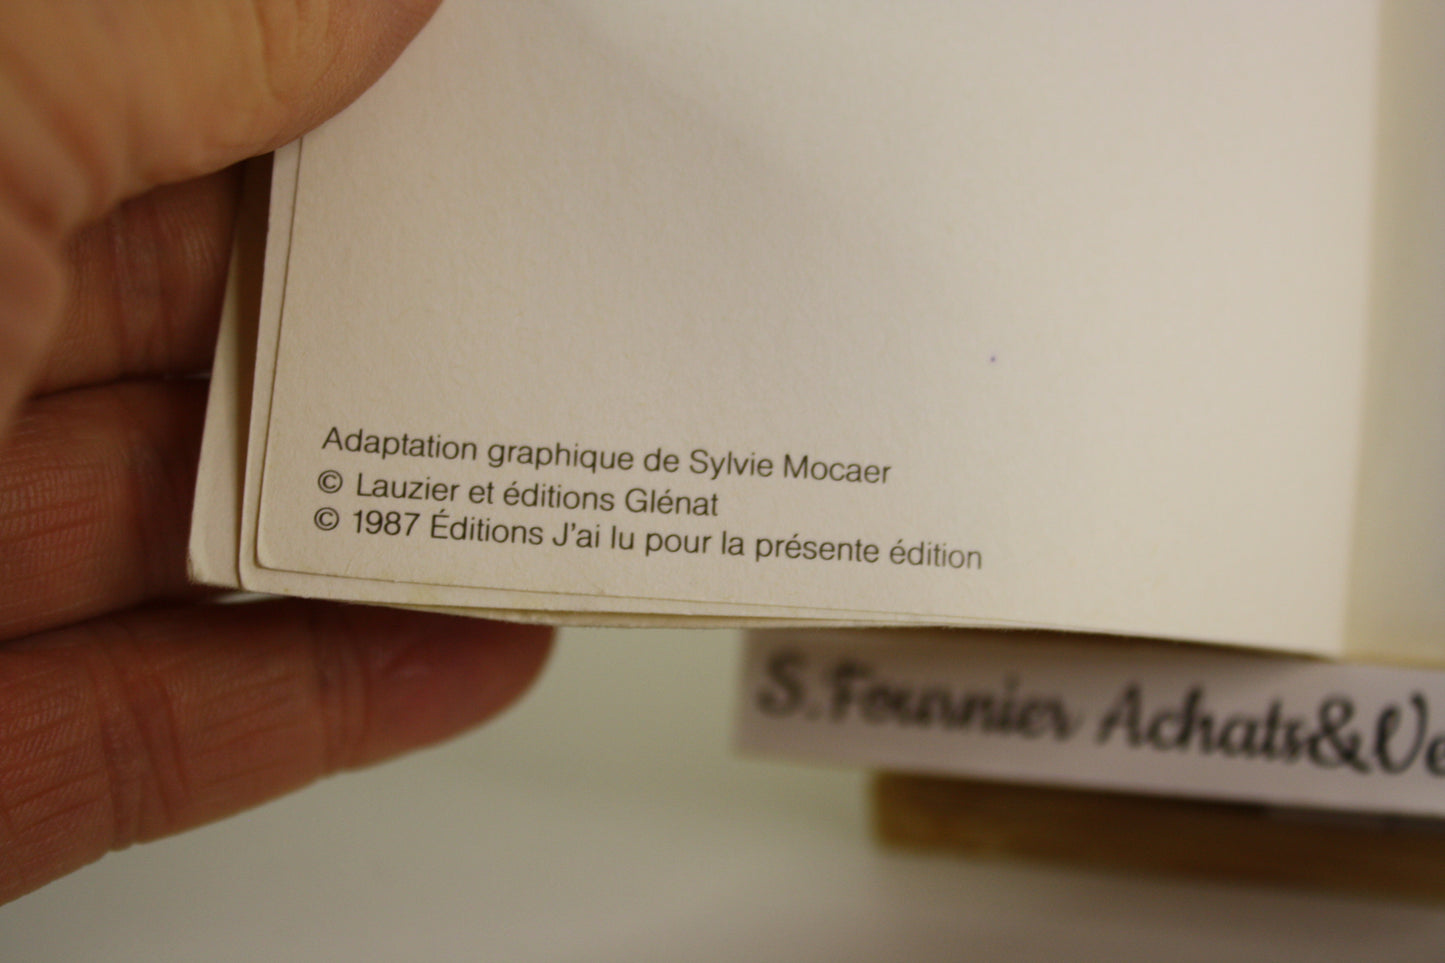 Adaptation graphique de Sylvie Mocaer
© Lauzier et éditions Glénat
© 1987 Éditions J'ai lu pour la présente édition
S.Fournier Achats&Ve